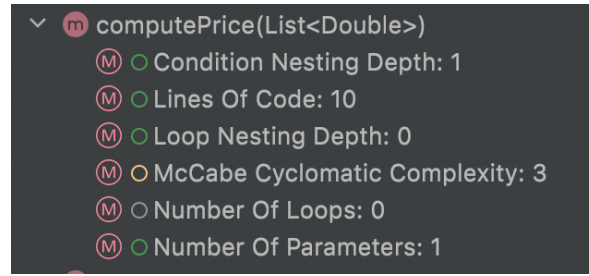 m computePrice(List<Double>)
M Condition Nesting Depth: 1
M Lines Of Code: 10
M Loop Nesting Depth: 0
M McCabe Cyclomatic Complexity: 3
M Number Of Loops: 0
M Number Of Parameters: 1